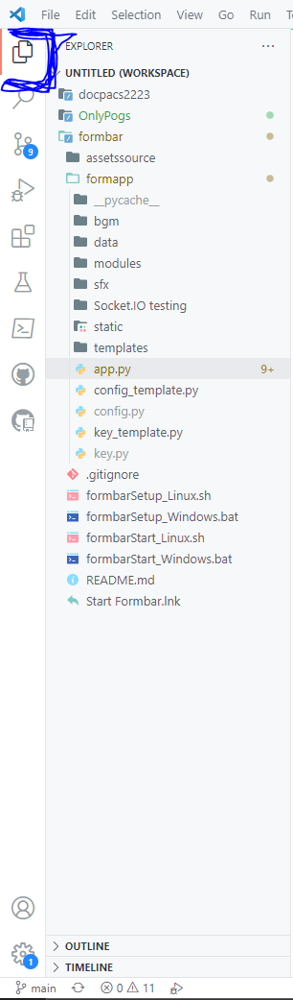 File Edit Selection View Go Run
EXPLORER ...
UNTITLED (WORKSPACE)
docpacs2223
OnlyPogs
formbar
9
assetssource
formapp
__pycache__
bgm
data
modules
sfx
Socket.IO testing
static
templates
app.py 9+
config_template.py
config.py
key_template.py
key.py
.gitignore
formbarSetup_Linux.sh
formbarSetup_Windows.bat
formbarStart_Linux.sh
formbarStart_Windows.bat
README.md
Start Formbar.lnk
OUTLINE
1
TIMELINE
main 0 11